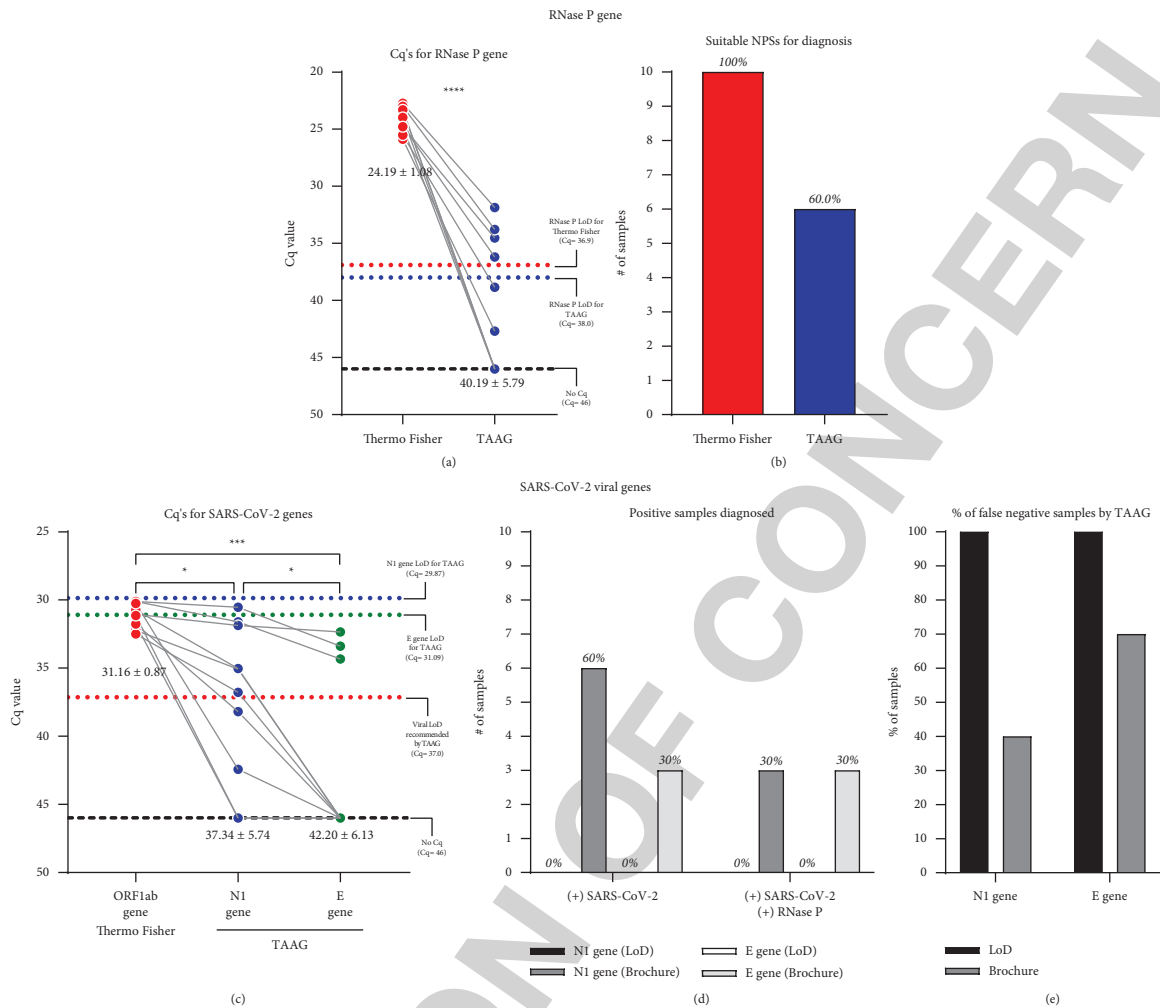 RNase P gene
Cq's for RNase P gene
20
25
30
35
40
45
50
Cq value
****
24.19 ± 1.08
40.19 ± 5.79
RNase P LoD for
Thermo Fisher
(Cq= 36.9)
RNase P LoD for
TAAG
(Cq= 38.0)
No Cq
(Cq= 46)
Thermo Fisher
TAAG
(a)
Suitable NPSs for diagnosis
10
9
8
7
6
5
4
3
2
1
0
# of samples
100%
60.0%
Thermo Fisher
TAAG
(b)
SARS-CoV-2 viral genes
Cq's for SARS-CoV-2 genes
25
30
35
40
45
50
Cq value
***
*
*
31.16 ± 0.87
37.34 ± 5.74
42.20 ± 6.13
N1 gene LoD for TAAG
(Cq= 29.87)
E gene LoD
for TAAG
(Cq= 31.09)
Viral LoD
recommended
by TAAG
(Cq= 37.0)
No Cq
(Cq= 46)
ORF1ab
gene
Thermo Fisher
N1
gene
E
gene
TAAG
(c)
Positive samples diagnosed
10
9
8
7
6
5
4
3
2
1
0
# of samples
0%
60%
0%
30%
0%
30%
0%
30%
(+) SARS-CoV-2
(+) SARS-CoV-2
(+) RNase P
N1 gene (LoD)
N1 gene (Brochure)
E gene (LoD)
E gene (Brochure)
(d)
% of false negative samples by TAAG
100
90
80
70
60
50
40
30
20
10
0
% of samples
N1 gene
E gene
LoD
Brochure
(e)
ON OF CONCERN